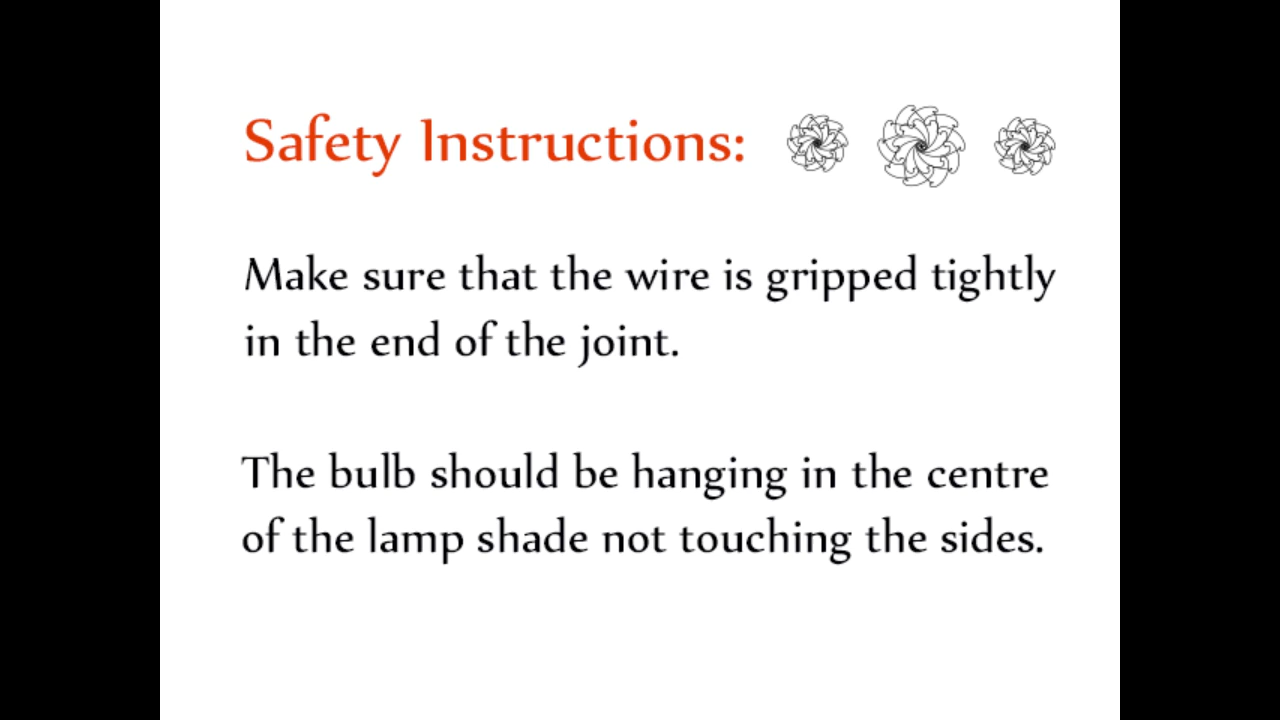 Safety Instructions:
Make sure that the wire is gripped tightly
in the end of the joint.
The bulb should be hanging in the centre
of the lamp shade not touching the sides.